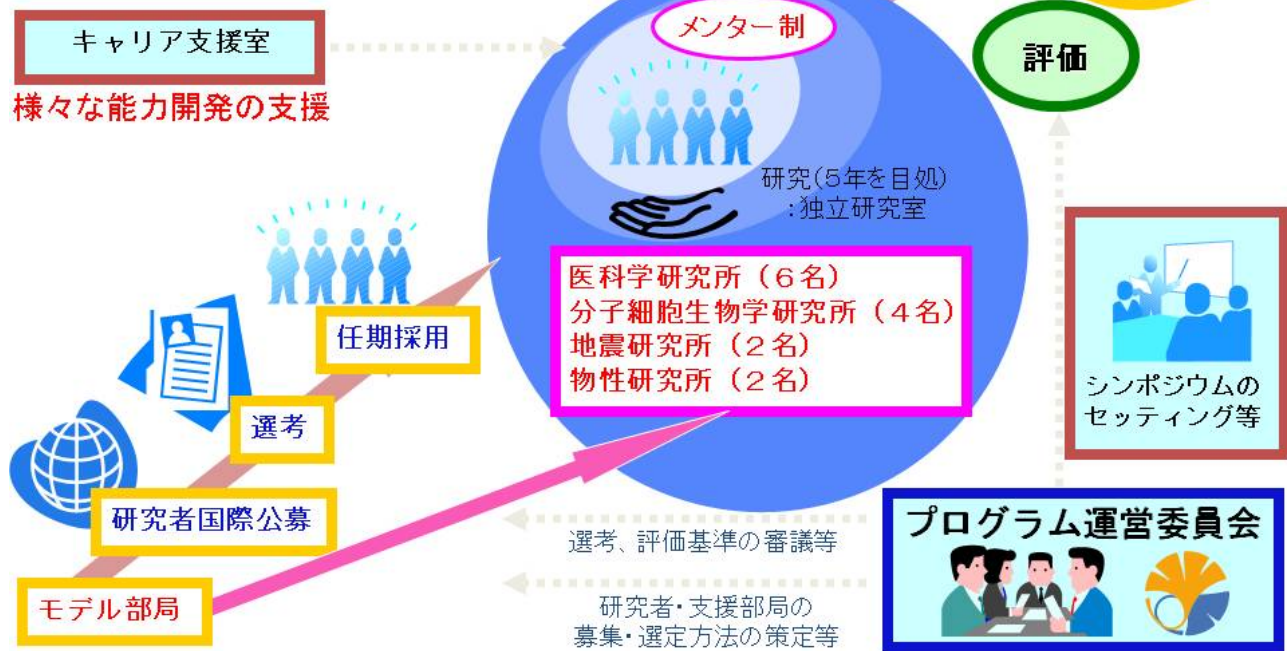 キャリア支援室
様々な能力開発の支援
メンター制
評価
研究(5年を目処)
:独立研究室
医科学研究所（６名）
分子細胞生物学研究所（４名）
地震研究所（２名）
物性研究所（２名）
任期採用
選考
研究者国際公募
モデル部局
シンポジウムの
セッティング等
選考、評価基準の審議等
研究者・支援部局の
募集・選定方法の策定等
プログラム運営委員会